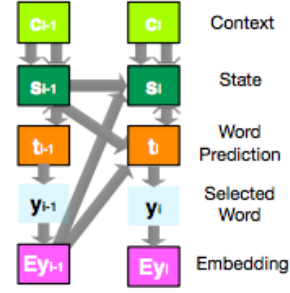 ci-1 ci Context
si-1 si State
ti-1 ti Word
Prediction
yi-1 yi Selected
Word
Eyi-1 Eyi Embedding